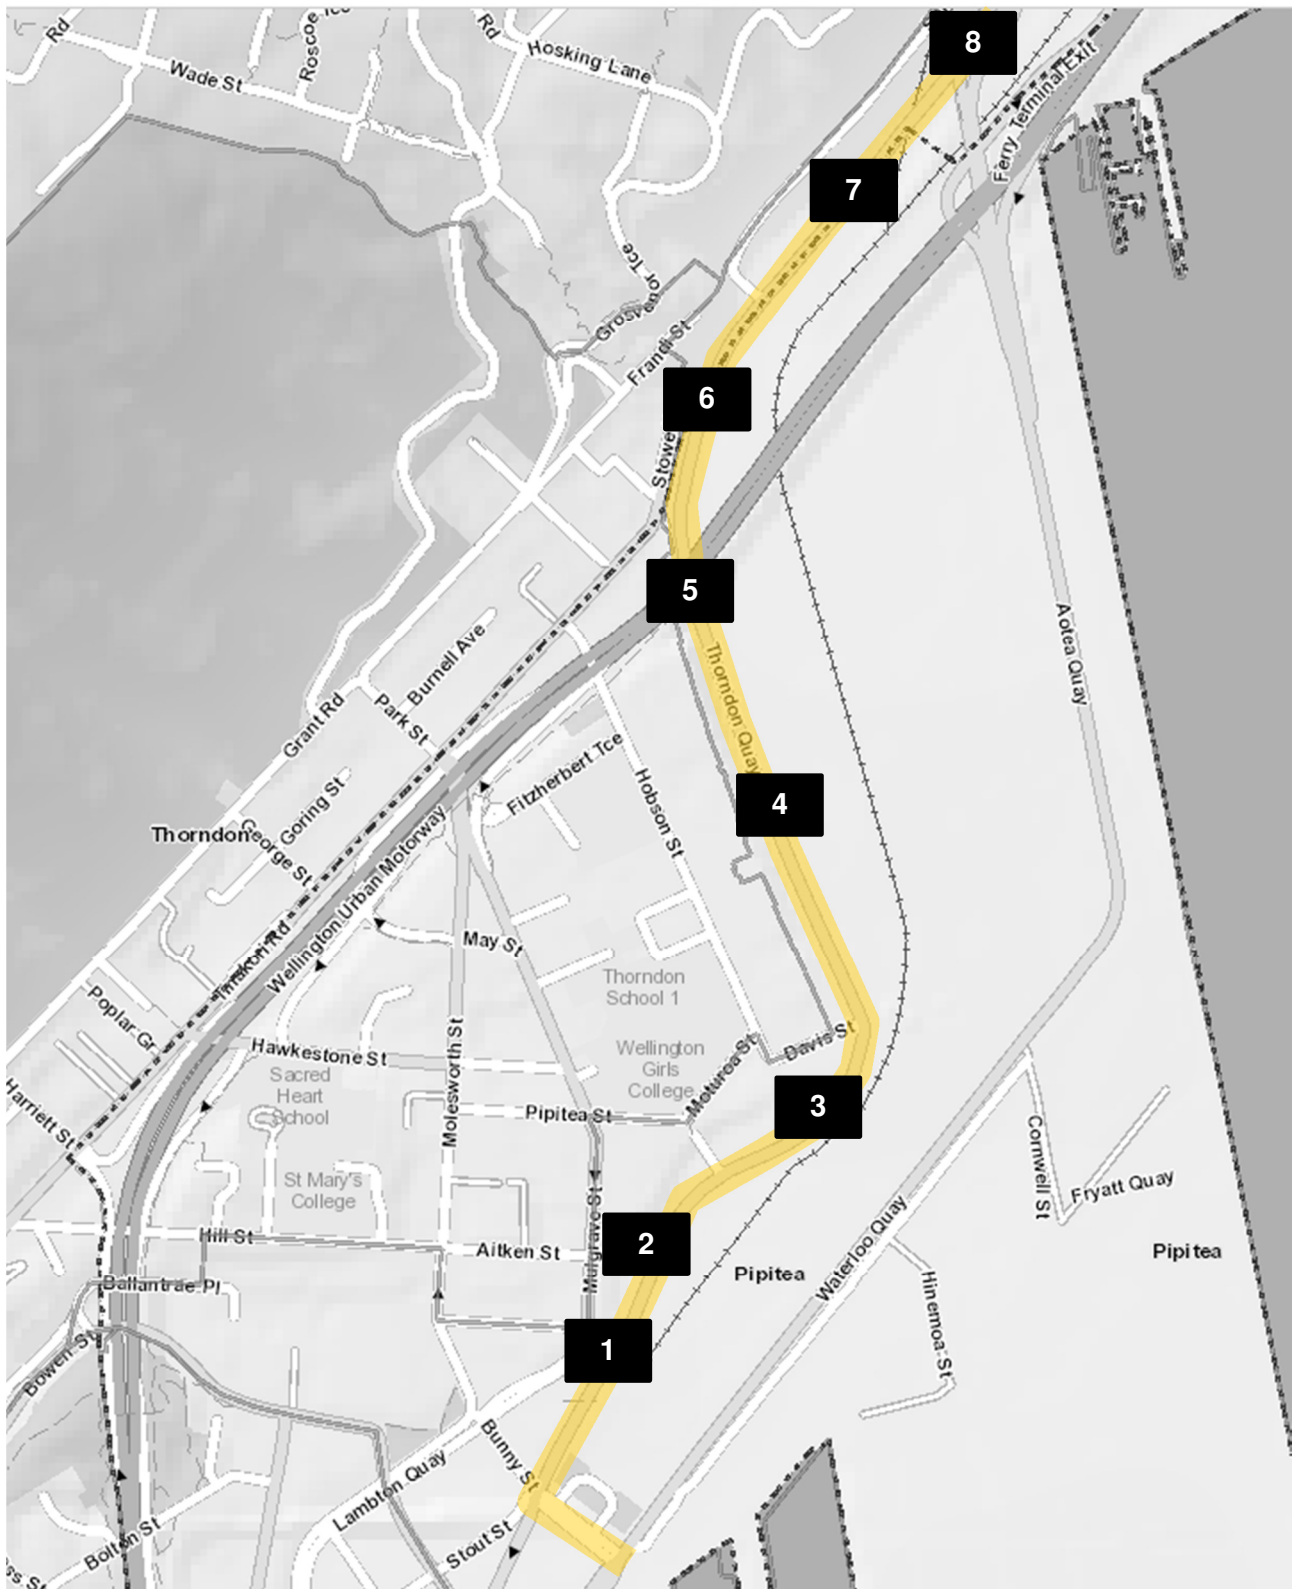 8
Rd
Roscoe Tce
Rd
Hosking Lane
Wade St
Ferry Terminal Exit
7
Grosvenor Tce
Frandi St
6
Stowe
5
Aotea Quay
Burnell Ave
Thorndon Quay
Park St
Grant Rd
Fitzherbert Tce
Hobson St
4
Goring St
Thorndon
George St
Wellington Urban Motorway
May St
Tinakori Rd
Thorndon
School 1
Poplar Gr
Davis St
Hawkestone St
Molesworth St
Wellington
Girls
College
Moturoa St
Sacred
Heart
School
3
Harriett St
Pipitea St
Cornwell St
St Mary's
College
Fryatt Quay
Mulgrave St
Waterloo Quay
Hill St
Aitken St
2
Pipitea
Pipitea
Ballantrae Pl
Hinemoa St
1
Bowen St
Bunny St
Lambton Quay
Stout St
Bolton St
ss St